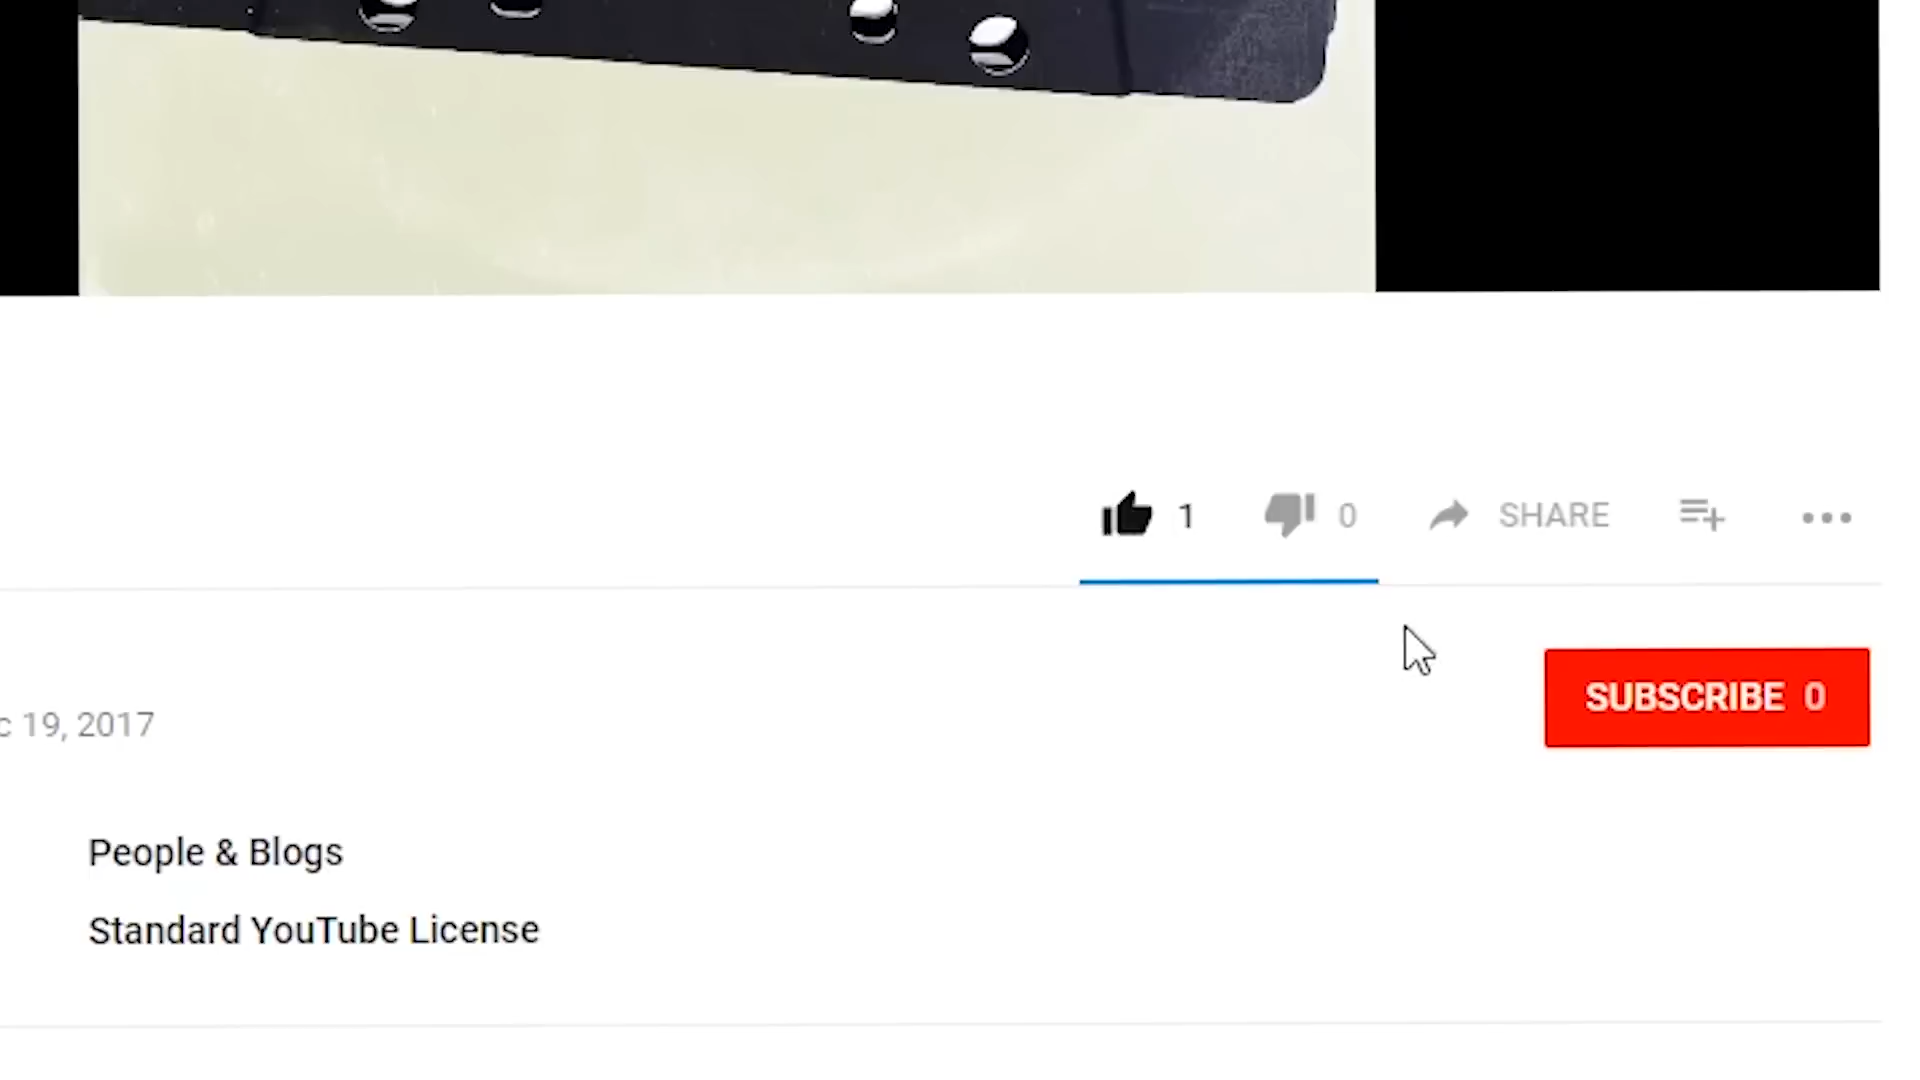 1 0 SHARE
SUBSCRIBE 0
c 19, 2017
People & Blogs
Standard YouTube License